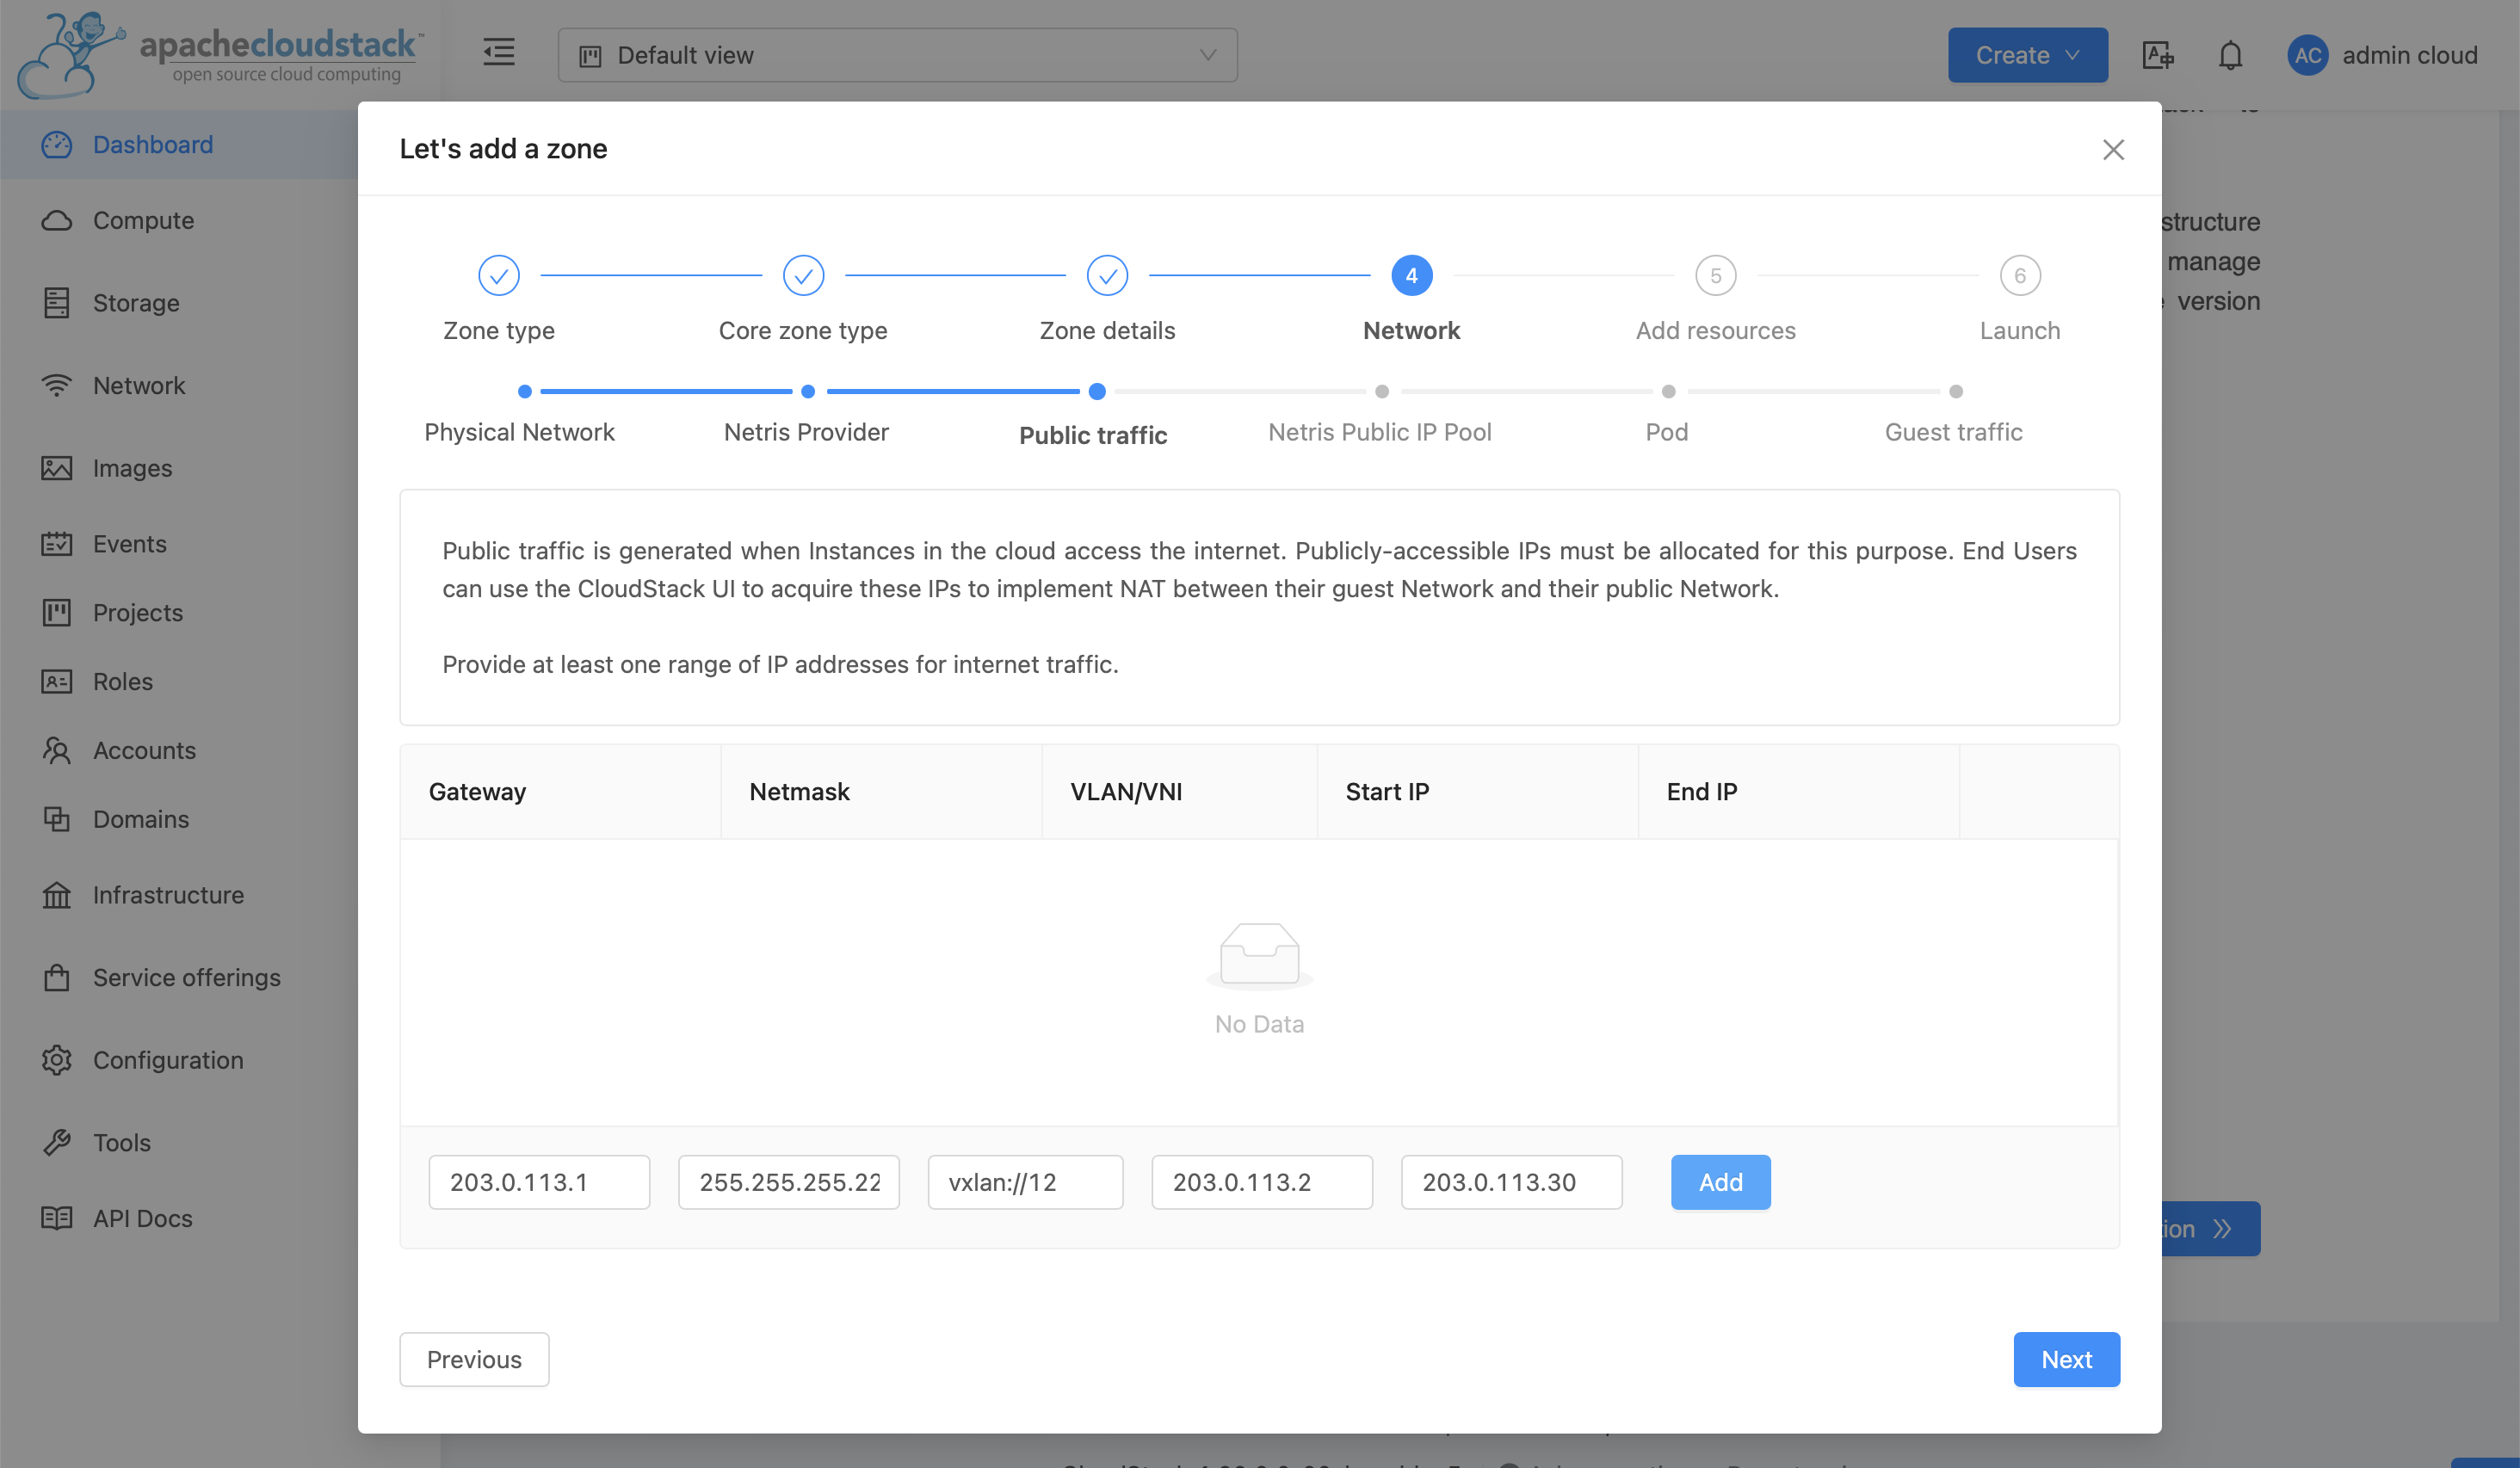 apachecloudstack™
open source cloud computing
Default view
Create
AC admin cloud
Dashboard
Compute
Storage
Network
Images
Events
Projects
Roles
Accounts
Domains
Infrastructure
Service offerings
Configuration
Tools
API Docs
structure
manage
version
Let's add a zone
4 5 6
Zone type Core zone type Zone details Network Add resources Launch
Physical Network Netris Provider Public traffic Netris Public IP Pool Pod Guest traffic
Public traffic is generated when Instances in the cloud access the internet. Publicly-accessible IPs must be allocated for this purpose. End Users
can use the CloudStack UI to acquire these IPs to implement NAT between their guest Network and their public Network.
Provide at least one range of IP addresses for internet traffic.
Gateway Netmask VLAN/VNI Start IP End IP
No Data
203.0.113.1 255.255.255.22 vxlan://12 203.0.113.2 203.0.113.30 Add
Previous Next